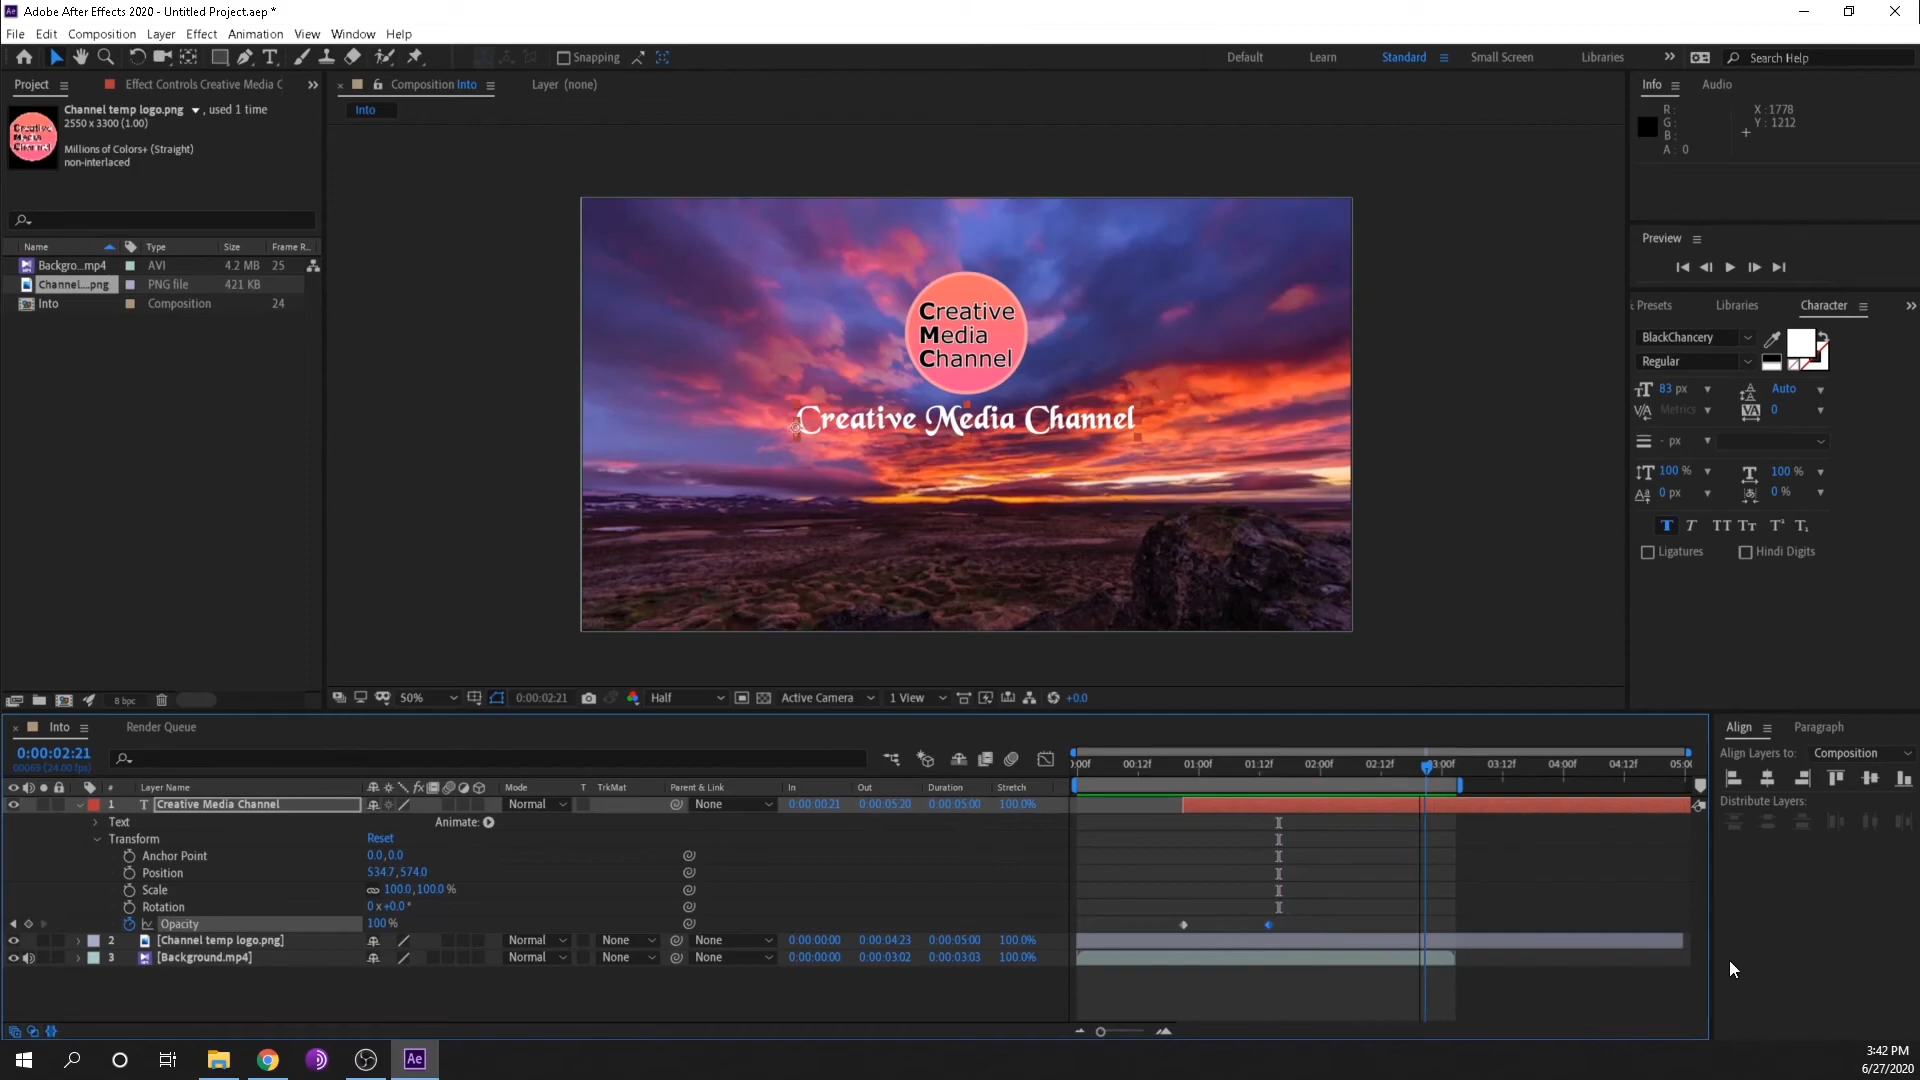 Adobe After Effects 2020 - Untitled Project.aep *
File Edit Composition Layer Effect Animation View Window Help
Snapping
Default Learn Standard Small Screen Libraries
Search Help
Project
Effect Controls Creative Media C
Composition Into
Layer (none)
Into
Channel temp logo.png , used 1 time
2550 x 3300 (1.00)
Millions of Colors+ (Straight)
non-interlaced
Name Type Size Frame R...
Backgro...mp4 AVI 4.2 MB 25
Channel....png PNG file 421 KB
Into Composition 24
Creative
Media
Channel
Creative Media Channel
Info Audio
R: X : 1778
G: Y : 1212
B:
A : 0
Preview
& Presets Libraries Character
BlackChancery
Regular
83 px Auto
Metrics 0
- px
100 % 100 %
0 px 0 %
T T TT Tт T¹ T₁
Ligatures Hindi Digits
8 bpc
50% 0:00:02:21 Half Active Camera 1 View +0.0
Into Render Queue
0:00:02:21
00069 (24.00 fps)
00f 00:12f 01:00f 01:12f 02:00f 02:12f 03:00f 03:12f 04:00f 04:12f 05:0
# Layer Name Mode T TrkMat Parent & Link In Out Duration Stretch
1 T Creative Media Channel Normal None 0:00:00:21 0:00:05:20 0:00:05:00 100.0%
Text Animate:
Transform Reset
Anchor Point 0.0,0.0
Position 534.7,574.0
Scale 100.0,100.0 %
Rotation 0 x+0.0 °
Opacity 100 %
2 [Channel temp logo.png] Normal None None 0:00:00:00 0:00:04:23 0:00:05:00 100.0%
3 [Background.mp4] Normal None None 0:00:00:00 0:00:03:02 0:00:03:03 100.0%
Align Paragraph
Align Layers to: Composition
Distribute Layers:
Ae
3:42 PM
6/27/2020